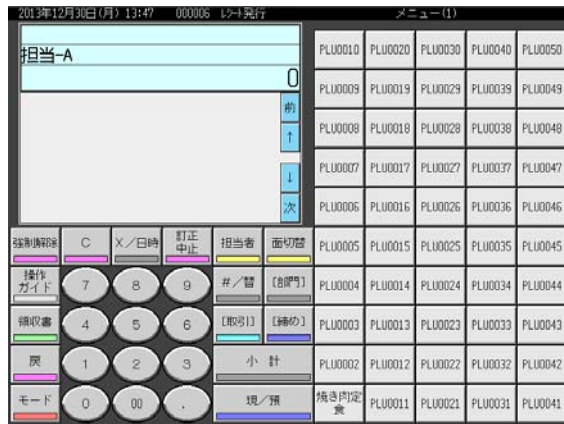 2013年12月30日(月) 13:47 000006 レシート発行 メニュー(1)
担当-A
0
前
↑
↓
次
PLU0010 PLU0020 PLU0030 PLU0040 PLU0050
PLU0009 PLU0019 PLU0029 PLU0039 PLU0049
PLU0008 PLU0018 PLU0028 PLU0038 PLU0048
PLU0007 PLU0017 PLU0027 PLU0037 PLU0047
PLU0006 PLU0016 PLU0026 PLU0036 PLU0046
強制解除 C X/日時 訂正
中止 担当者 面切替 PLU0005 PLU0015 PLU0025 PLU0035 PLU0045
操作
ガイド 7 8 9 #/替 [部門] PLU0004 PLU0014 PLU0024 PLU0034 PLU0044
領収書 4 5 6 [取引] [締め] PLU0003 PLU0013 PLU0023 PLU0033 PLU0043
戻 1 2 3 小計 PLU0002 PLU0012 PLU0022 PLU0032 PLU0042
モード 0 00 . 現/預 焼き肉定
食 PLU0011 PLU0021 PLU0031 PLU0041